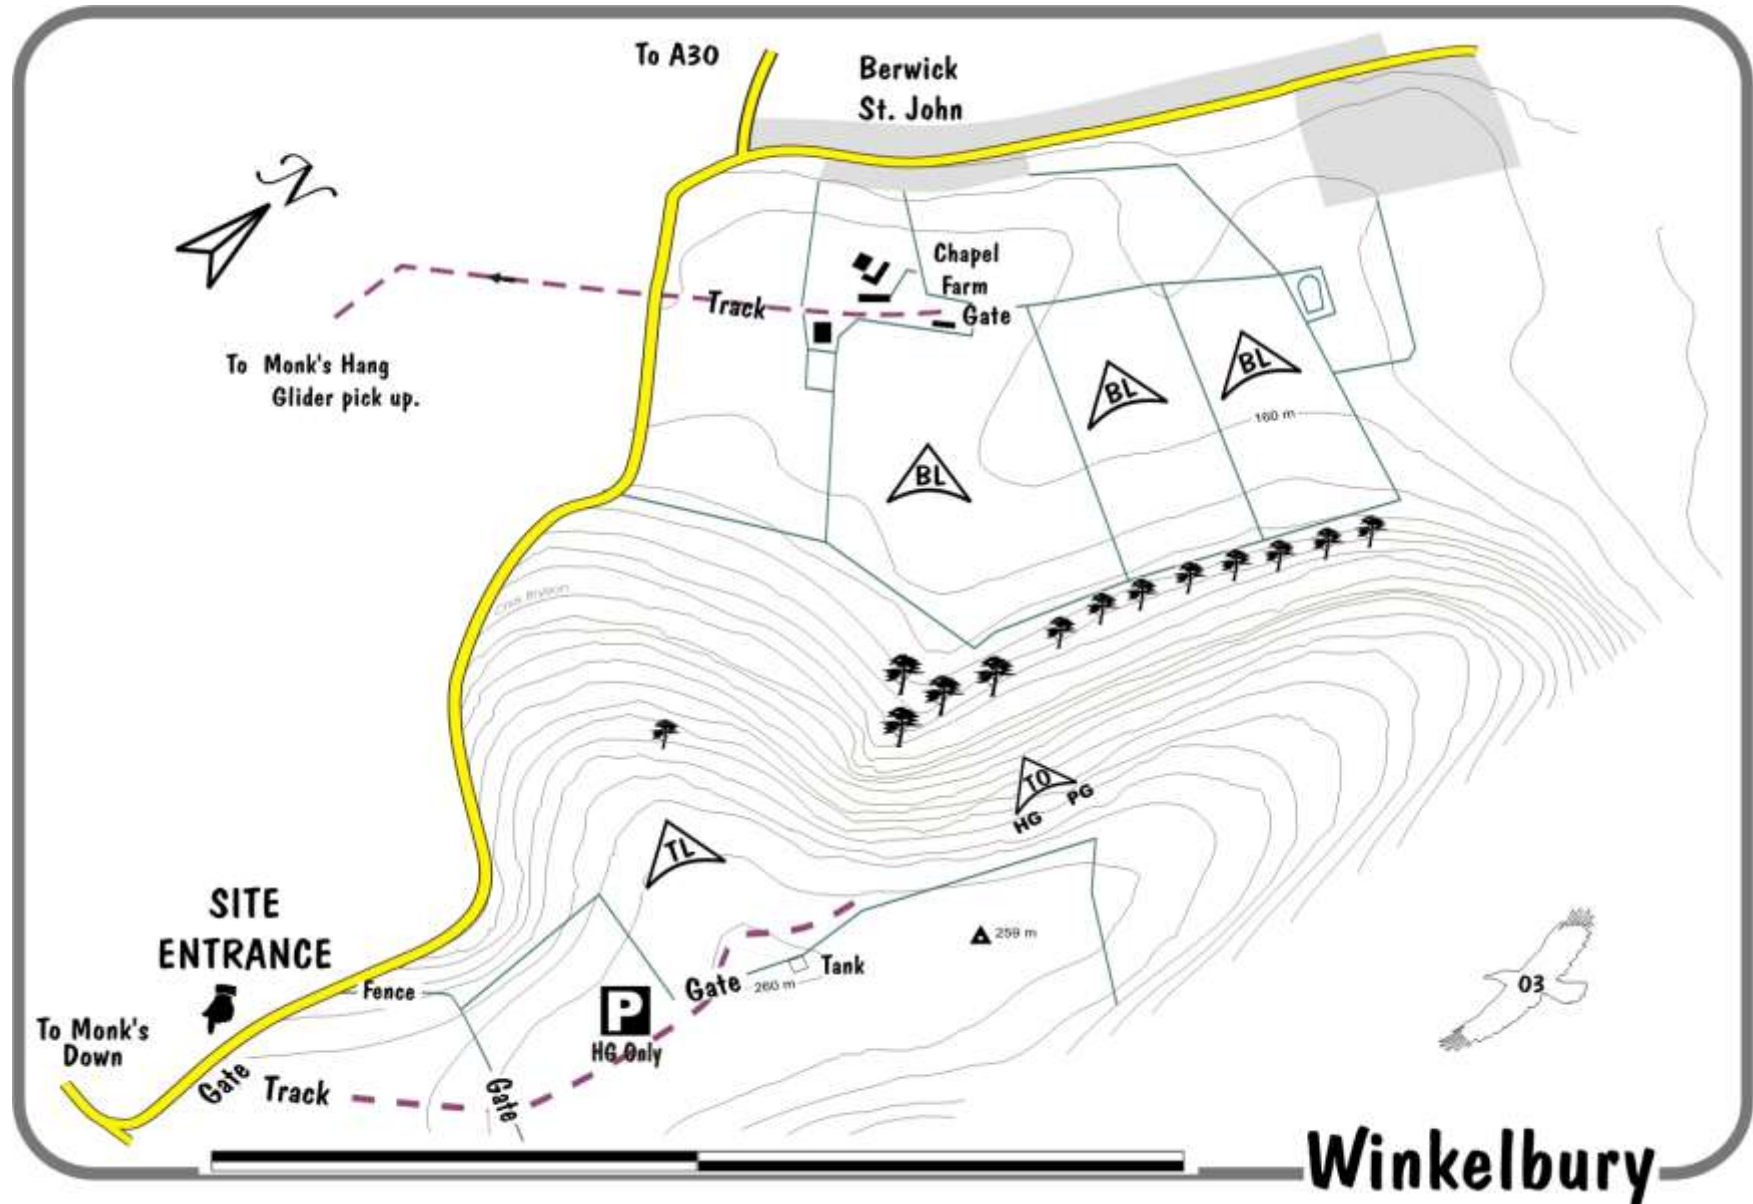 To A30
Berwick
St. John
N
Chapel
Farm
Gate
Track
To Monk's Hang
Glider pick up.
BL
BL
BL
160 m
TO
HG
PG
TL
SITE
ENTRANCE
Fence
Gate
Tank
260 m
259 m
03
P
HG Only
To Monk's
Down
Gate
Track
Gate
Winkelbury